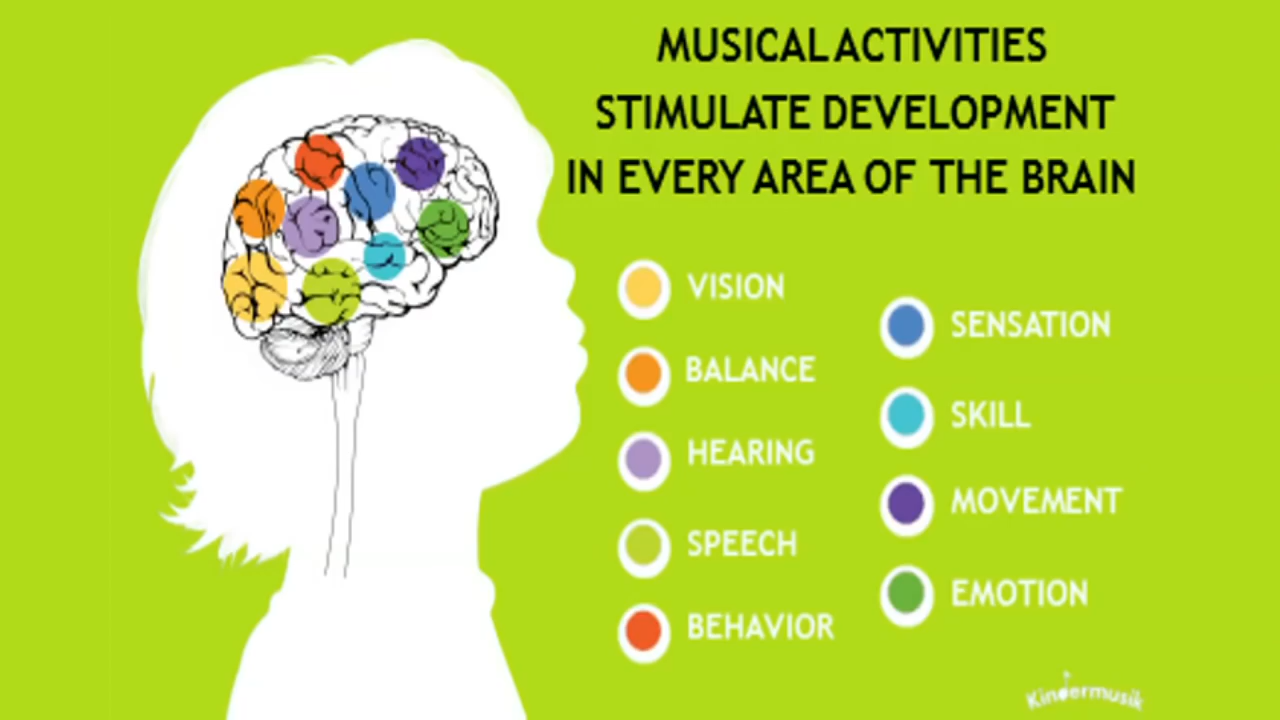 MUSICAL ACTIVITIES
STIMULATE DEVELOPMENT
IN EVERY AREA OF THE BRAIN
VISION
BALANCE
HEARING
SPEECH
BEHAVIOR
SENSATION
SKILL
MOVEMENT
EMOTION
Kindermusik